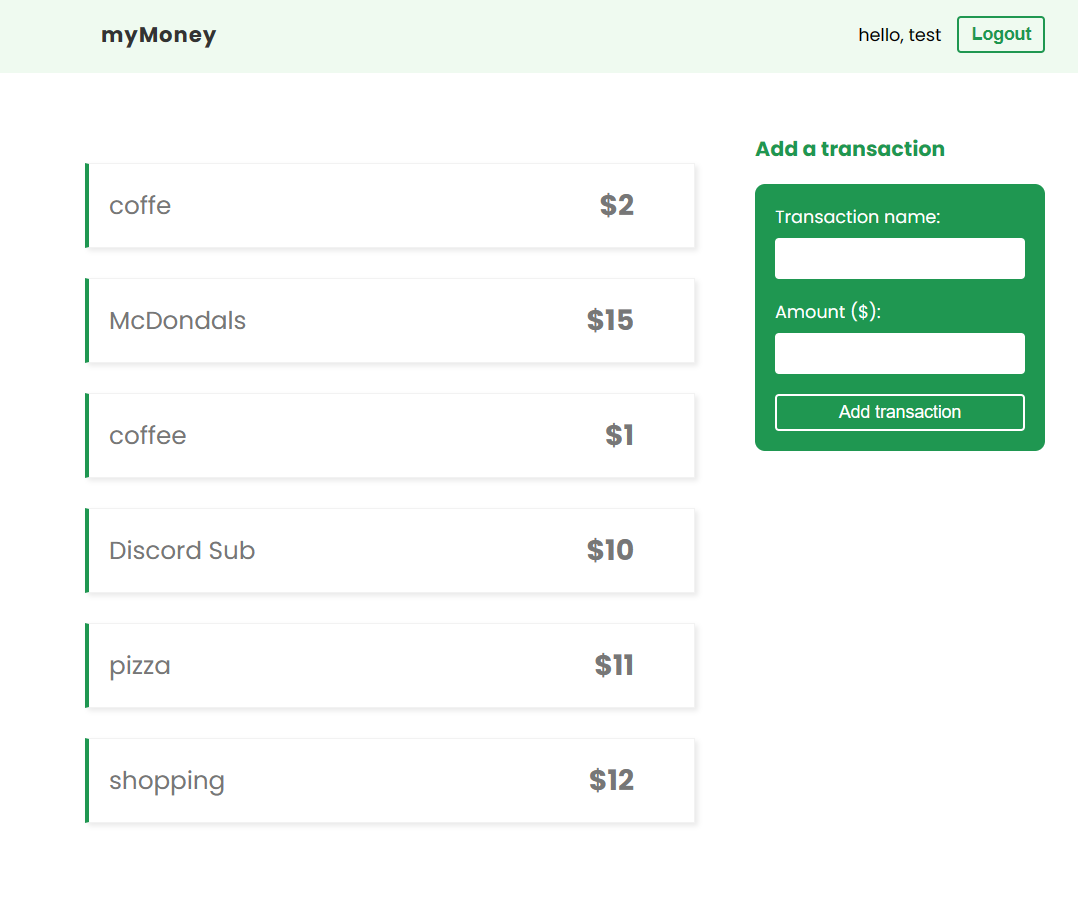 myMoney
hello, test
Logout
coffe $2
McDondals $15
coffee $1
Discord Sub $10
pizza $11
shopping $12
Add a transaction
Transaction name:
Amount ($):
Add transaction